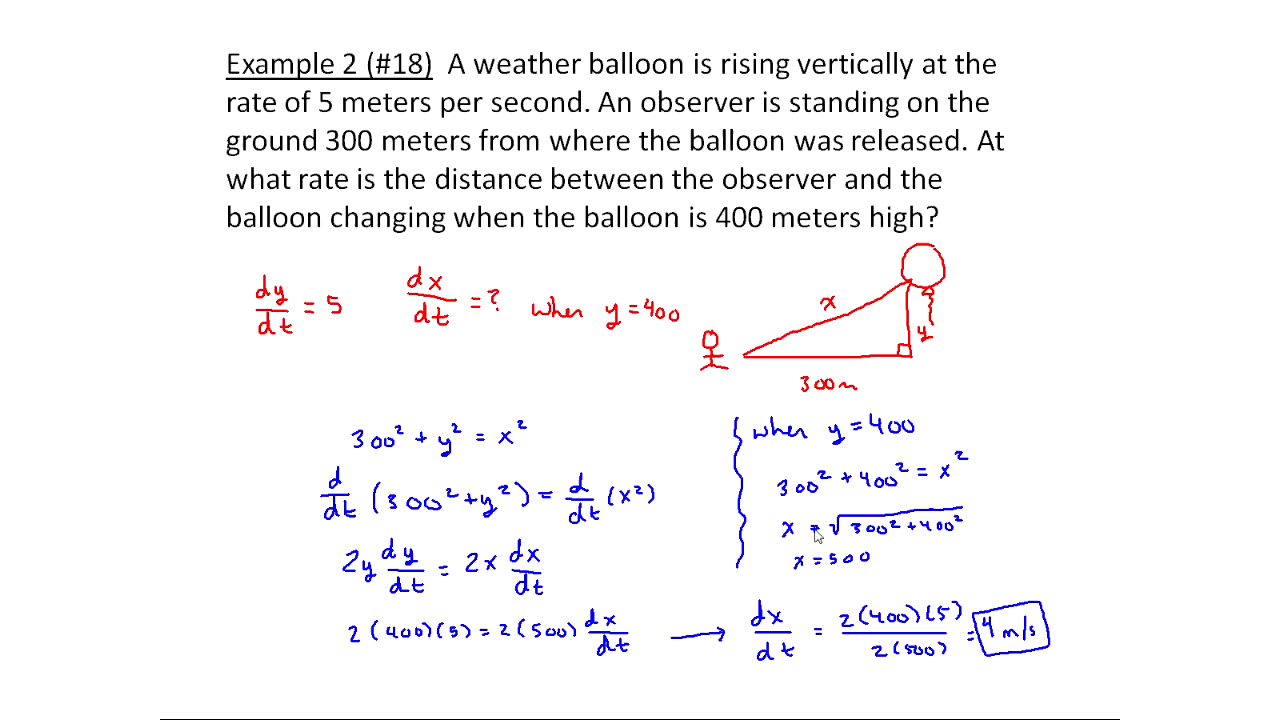 Example 2 (#18) A weather balloon is rising vertically at the
rate of 5 meters per second. An observer is standing on the
ground 300 meters from where the balloon was released. At
what rate is the distance between the observer and the
balloon changing when the balloon is 400 meters high?
dy/dt = 5 dx/dt = ? when y = 400
x
y
300m
300² + y² = x²
d/dt (300² + y²) = d/dt (x²)
2y dy/dt = 2x dx/dt
2(400)(5) = 2(500) dx/dt
when y = 400
300² + 400² = x²
x = √300² + 400²
x = 500
→ dx/dt = 2(400)(5)/2(500) = 4 m/s